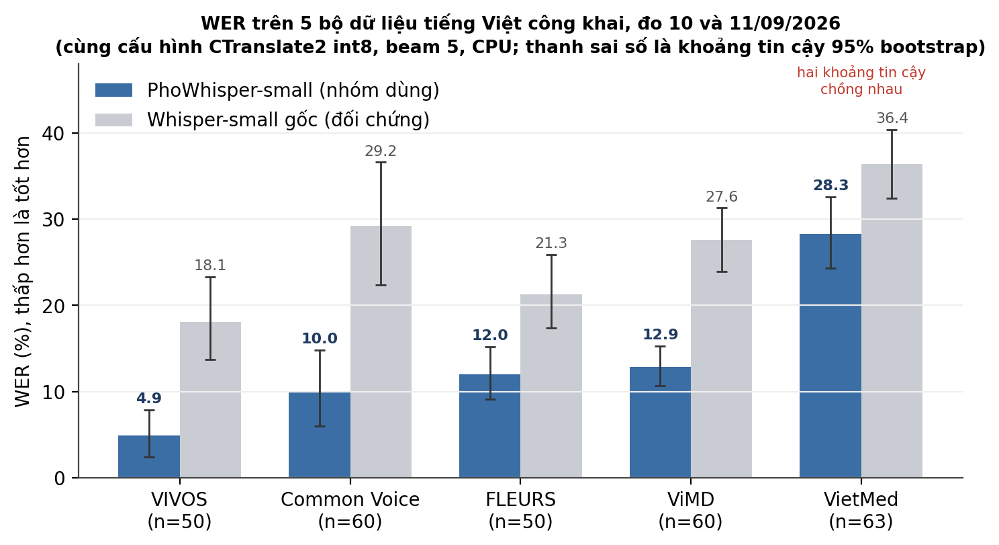 WER trên 5 bộ dữ liệu tiếng Việt công khai, đo 10 và 11/09/2026
(cùng cấu hình CTranslate2 int8, beam 5, CPU; thanh sai số là khoảng tin cậy 95% bootstrap)
hai khoảng tin cậy
chồng nhau
PhoWhisper-small (nhóm dùng)
Whisper-small gốc (đối chứng)
WER (%), thấp hơn là tốt hơn
40
30
20
10
0
4.9
18.1
10.0
29.2
12.0
21.3
12.9
27.6
28.3
36.4
VIVOS
(n=50)
Common Voice
(n=60)
FLEURS
(n=50)
ViMD
(n=60)
VietMed
(n=63)